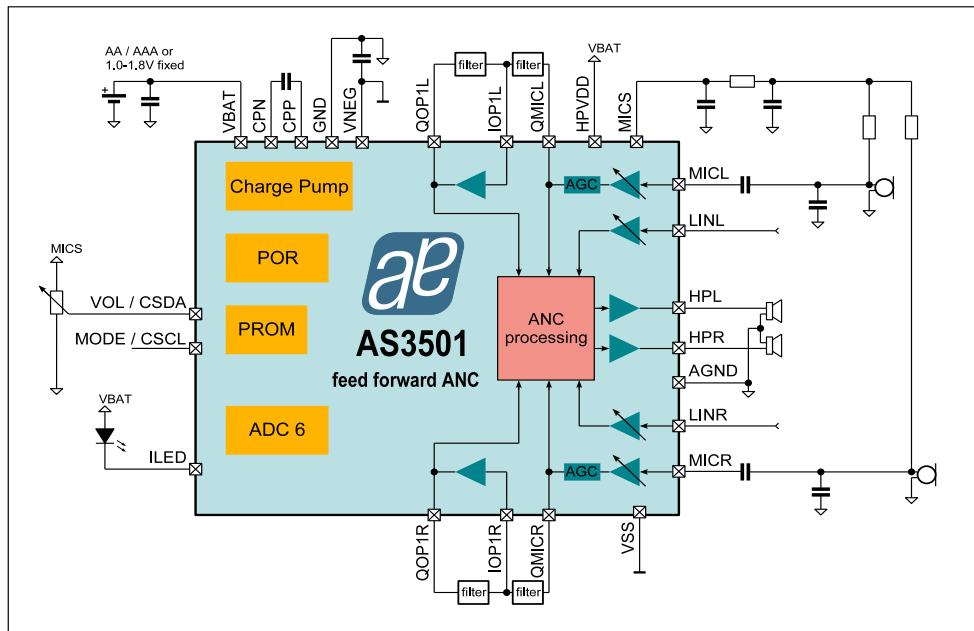 AA / AAA or
1.0-1.8V fixed
VBAT
CPN
CPP
GND
VNEG
QOP1L
filter
IOP1L
filter
QMICL
VBAT
HPVDD
MICS
Charge Pump
POR
PROM
ADC 6
ae
AS3501
feed forward ANC
AGC
ANC
processing
AGC
MICL
LINL
HPL
HPR
AGND
LINR
MICR
MICS
VOL / CSDA
MODE / CSCL
VBAT
ILED
QOP1R
filter
IOP1R
filter
QMICR
VSS